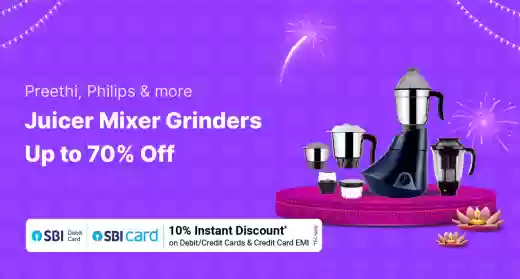 Preethi, Philips & more
Juicer Mixer Grinders
Up to 70% Off
SBI Debit Card
SBI card
10% Instant Discount*
on Debit/Credit Cards & Credit Card EMI
*T&C Apply